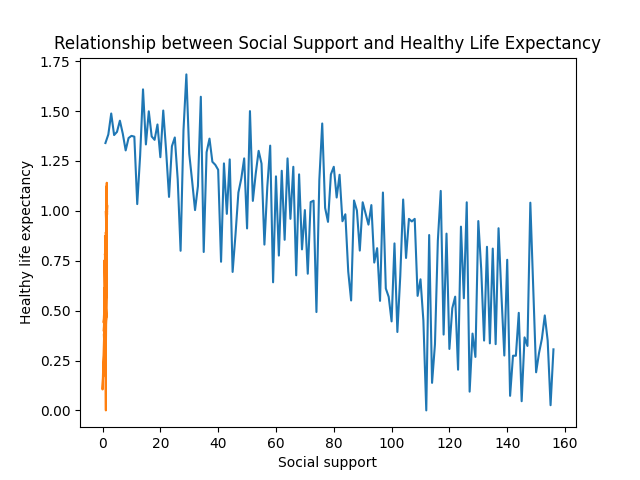 Relationship between Social Support and Healthy Life Expectancy
1.75
1.50
1.25
1.00
0.75
0.50
0.25
0.00
Healthy life expectancy
0 20 40 60 80 100 120 140 160
Social support